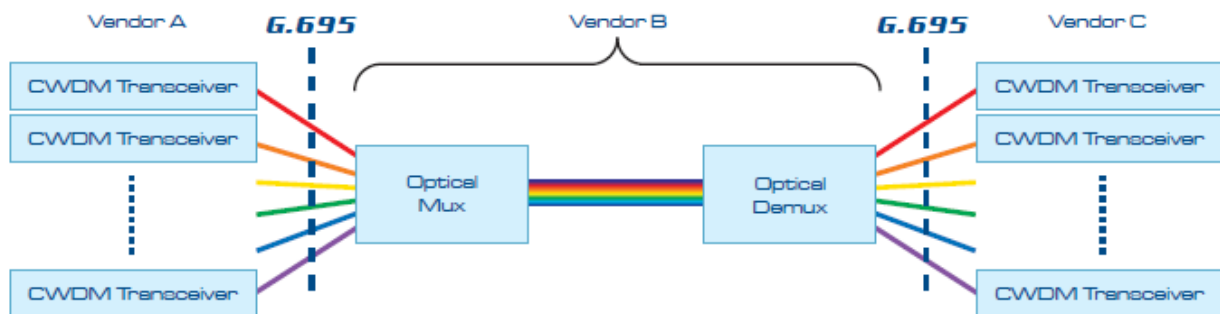 Vendor A
G.695
Vendor B
G.695
Vendor C
CWDM Transceiver
CWDM Transceiver
CWDM Transceiver
CWDM Transceiver
Optical
Mux
Optical
Demux
CWDM Transceiver
CWDM Transceiver